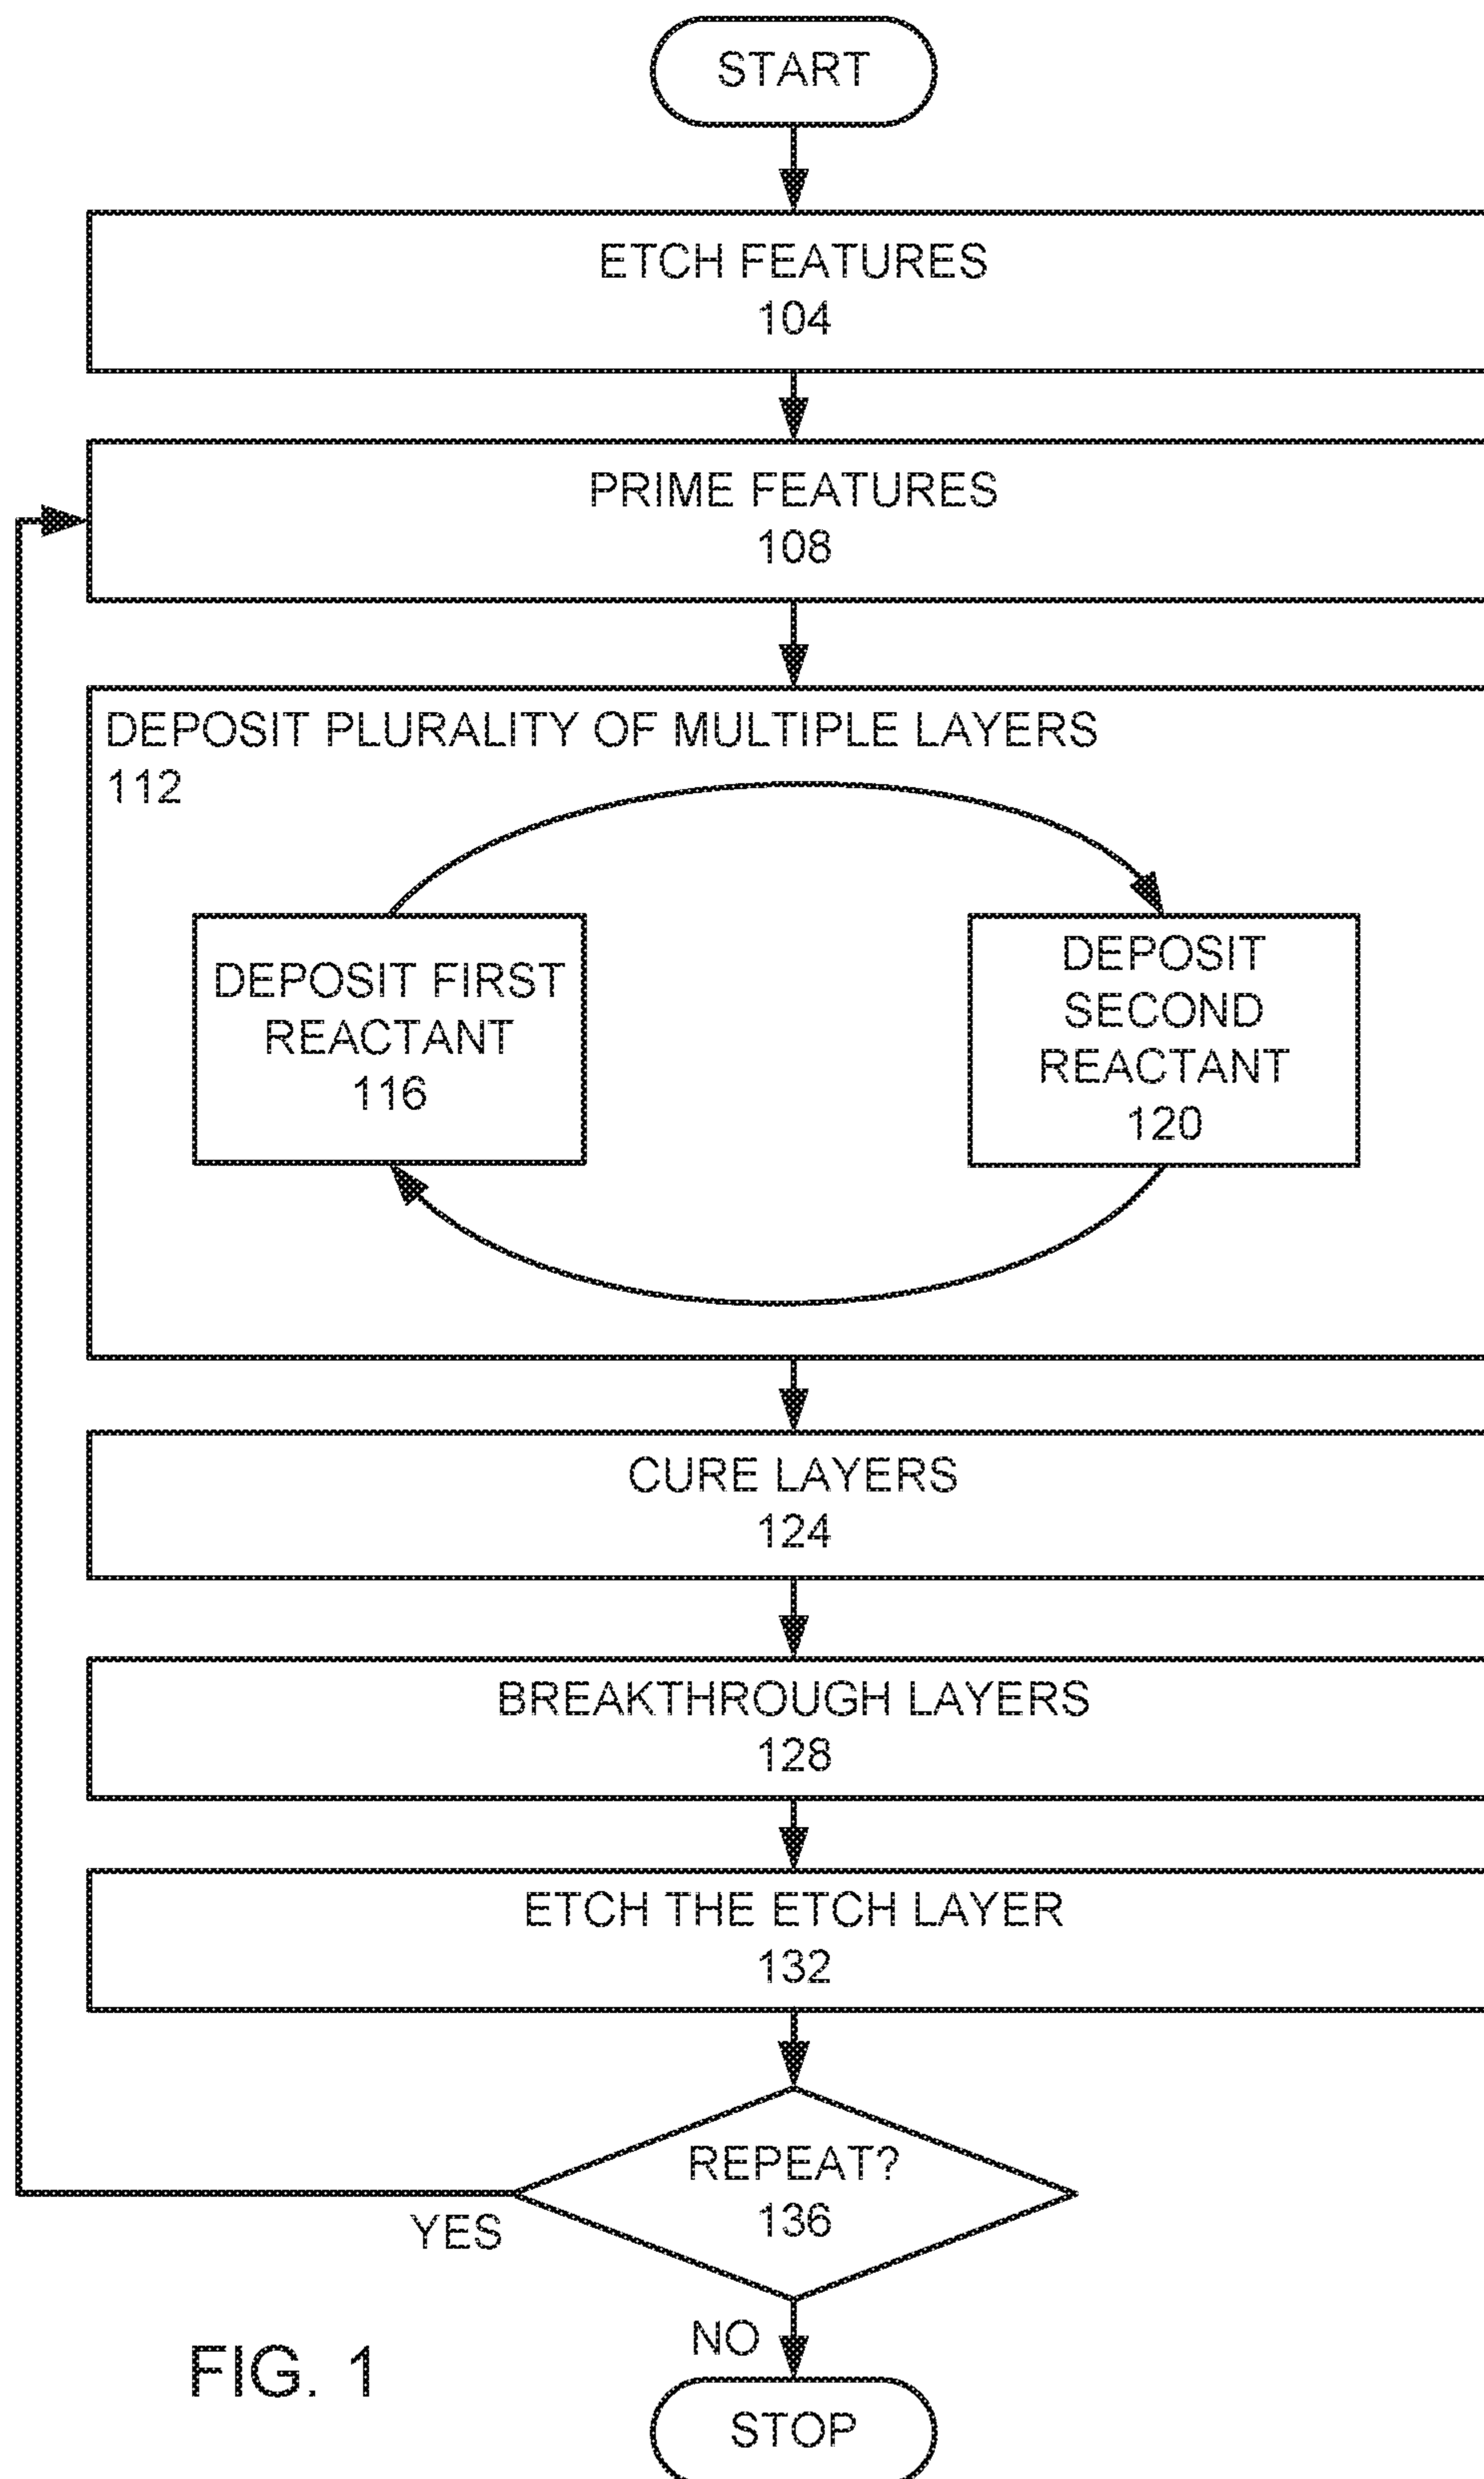 START
ETCH FEATURES
104
PRIME FEATURES
108
DEPOSIT PLURALITY OF MULTIPLE LAYERS
112
DEPOSIT FIRST
REACTANT
116
DEPOSIT
SECOND
REACTANT
120
CURE LAYERS
124
BREAKTHROUGH LAYERS
128
ETCH THE ETCH LAYER
132
REPEAT?
136
YES
NO
FIG. 1
STOP